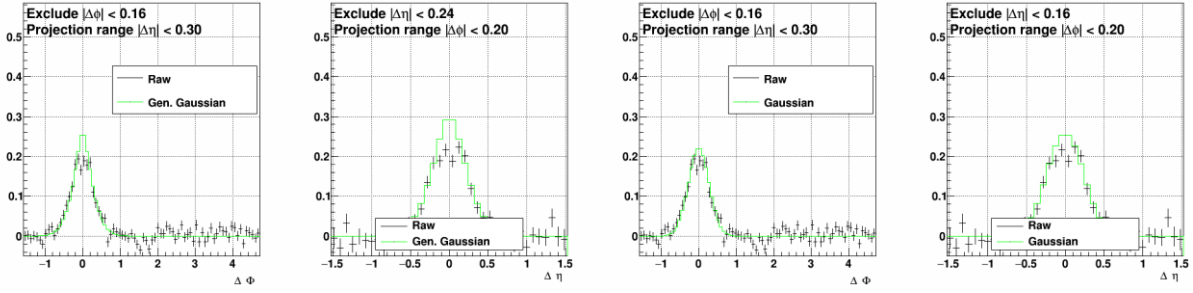 Exclude |Δφ| < 0.16
Projection range |Δη| < 0.30
0.5
0.4
0.3
0.2
0.1
0
Raw
Gen. Gaussian
−1 0 1 2 3 4
Δ Φ
Exclude |Δη| < 0.24
Projection range |Δφ| < 0.20
0.5
0.4
0.3
0.2
0.1
0
Raw
Gen. Gaussian
−1.5 −1 −0.5 0 0.5 1 1.5
Δ η
Exclude |Δφ| < 0.16
Projection range |Δη| < 0.30
0.5
0.4
0.3
0.2
0.1
0
Raw
Gaussian
−1 0 1 2 3 4
Δ Φ
Exclude |Δη| < 0.16
Projection range |Δφ| < 0.20
0.5
0.4
0.3
0.2
0.1
0
Raw
Gaussian
−1.5 −1 −0.5 0 0.5 1 1.5
Δ η